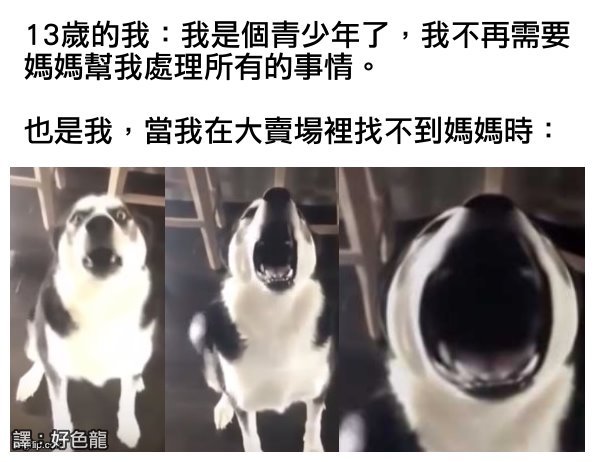 13歲的我：我是個青少年了，我不再需要
媽媽幫我處理所有的事情。
也是我，當我在大賣場裡找不到媽媽時：
譯：好色龍